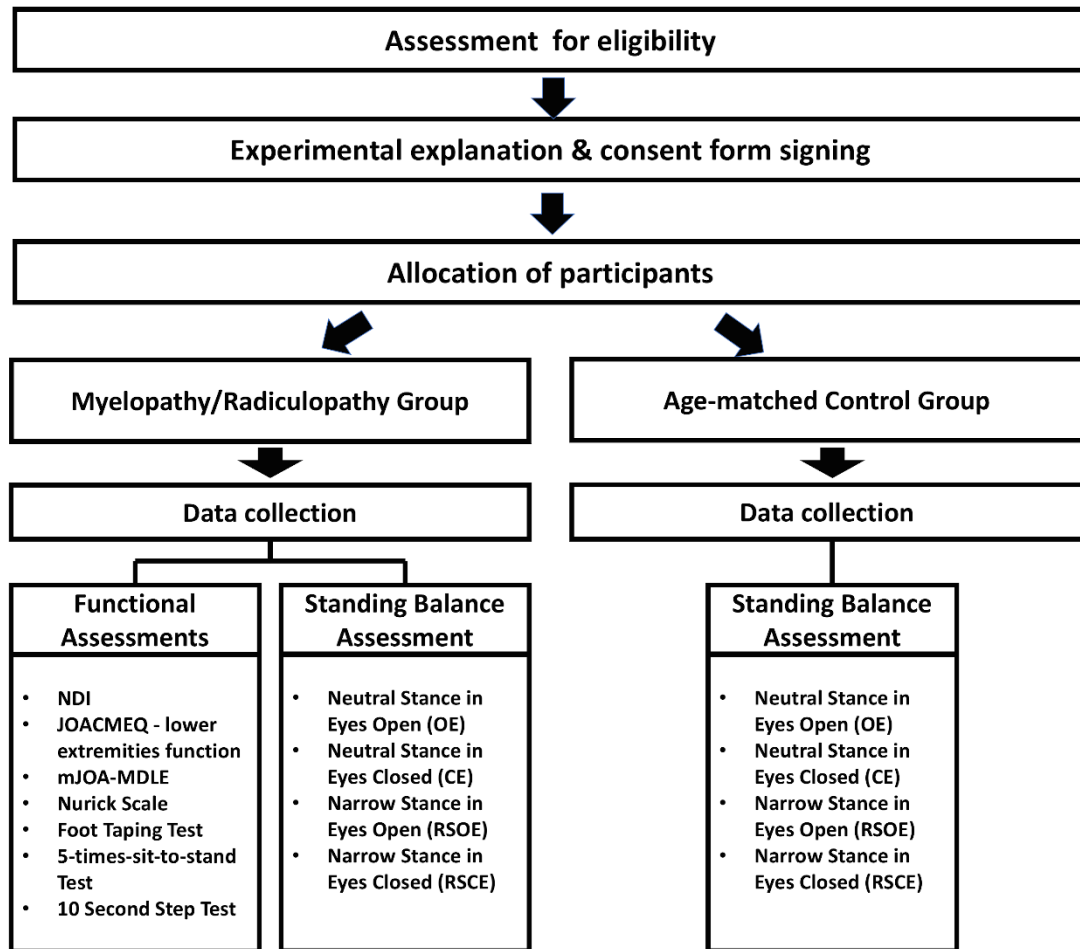 Assessment for eligibility
Experimental explanation & consent form signing
Allocation of participants
Myelopathy/Radiculopathy Group
Age-matched Control Group
Data collection
Data collection
Functional
Assessments
• NDI
• JOACMEQ - lower
extremities function
• mJOA-MDLE
• Nurick Scale
• Foot Taping Test
• 5-times-sit-to-stand
Test
• 10 Second Step Test
Standing Balance
Assessment
• Neutral Stance in
Eyes Open (OE)
• Neutral Stance in
Eyes Closed (CE)
• Narrow Stance in
Eyes Open (RSOE)
• Narrow Stance in
Eyes Closed (RSCE)
Standing Balance
Assessment
• Neutral Stance in
Eyes Open (OE)
• Neutral Stance in
Eyes Closed (CE)
• Narrow Stance in
Eyes Open (RSOE)
• Narrow Stance in
Eyes Closed (RSCE)